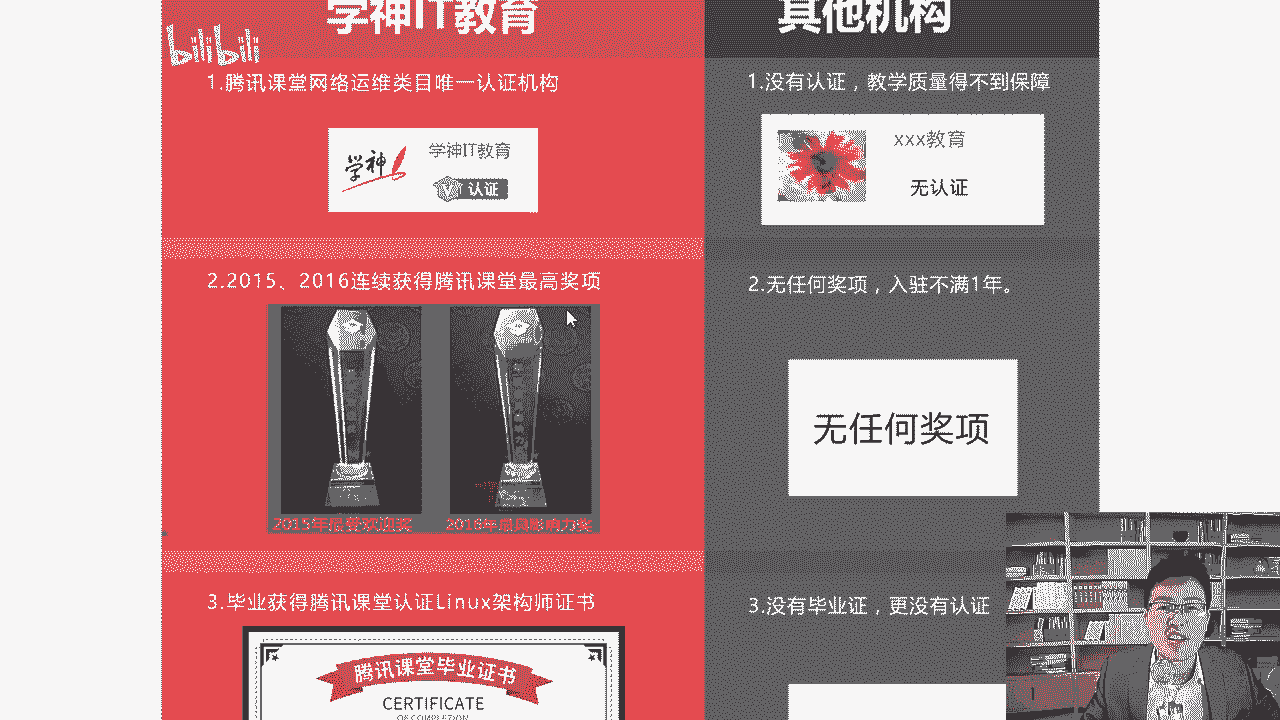 学神IT教育
其他机构
bilibili
1.腾讯课堂网络运维类目唯一认证机构
1.没有认证，教学质量得不到保障
学神
学神IT教育
V 认证
xxx教育
无认证
2.2015、2016连续获得腾讯课堂最高奖项
2.无任何奖项，入驻不满1年。
无任何奖项
2015年最受欢迎奖
2016年最具影响力奖
3.毕业获得腾讯课堂认证Linux架构师证书
3.没有毕业证，更没有认证
腾讯课堂毕业证书
CERTIFICATE
OF COMPLETION